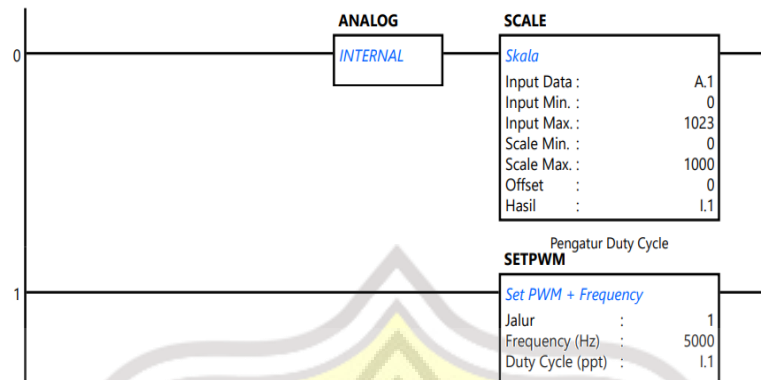 0
ANALOG
INTERNAL
SCALE
Skala
Input Data : A.1
Input Min. : 0
Input Max. : 1023
Scale Min. : 0
Scale Max. : 1000
Offset : 0
Hasil : I.1
Pengatur Duty Cycle
1
SETPWM
Set PWM + Frequency
Jalur : 1
Frequency (Hz) : 5000
Duty Cycle (ppt) : I.1